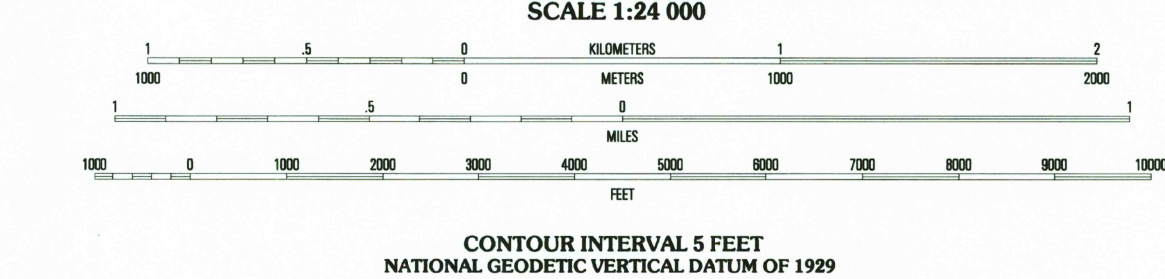 SCALE 1:24 000
1 .5 0 KILOMETERS 1 2
1000 0 METERS 1000 2000
1 .5 0 1
MILES
1000 0 1000 2000 3000 4000 5000 6000 7000 8000 9000 10000
FEET
CONTOUR INTERVAL 5 FEET
NATIONAL GEODETIC VERTICAL DATUM OF 1929